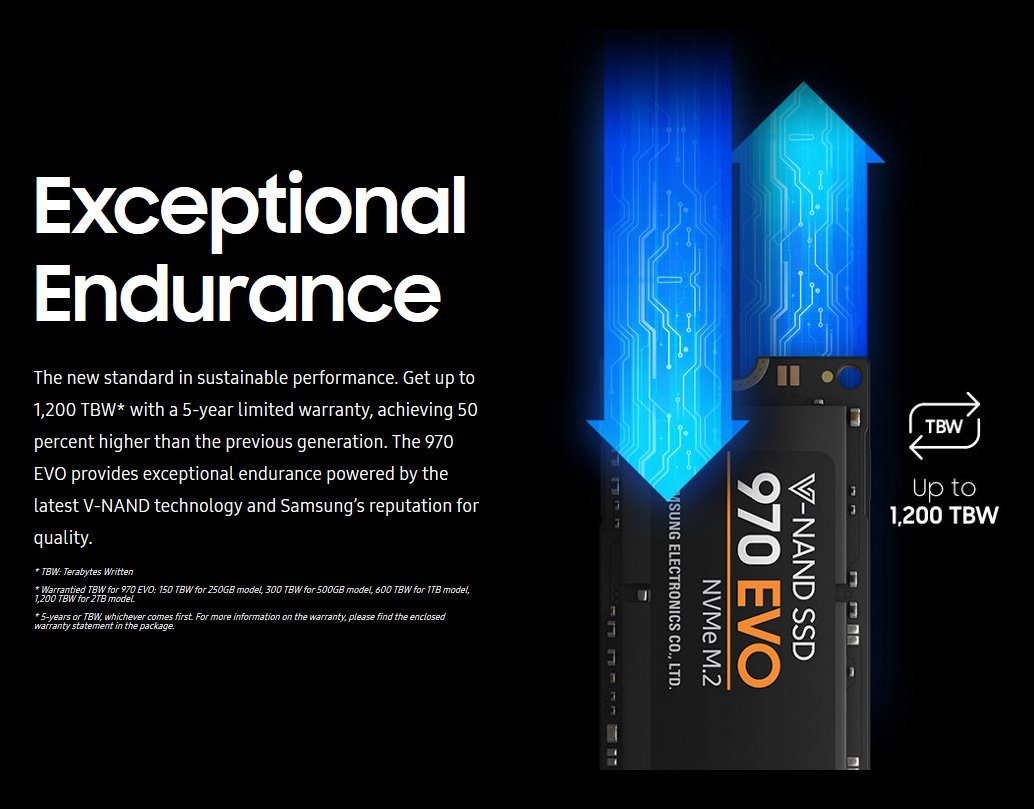 Exceptional
Endurance
The new standard in sustainable performance. Get up to
1,200 TBW* with a 5-year limited warranty, achieving 50
percent higher than the previous generation. The 970
EVO provides exceptional endurance powered by the
latest V-NAND technology and Samsung’s reputation for
quality.
* TBW: Terabytes Written
* Warrantied TBW for 970 EVO: 150 TBW for 250GB model, 300 TBW for 500GB model, 600 TBW for 1TB model,
1,200 TBW for 2TB model.
* 5-years or TBW, whichever comes first. For more information on the warranty, please find the enclosed
warranty statement in the package.
V-NAND SSD
970 EVO
NVMe M.2
MSUNG ELECTRONICS CO., LTD.
TBW
Up to
1,200 TBW